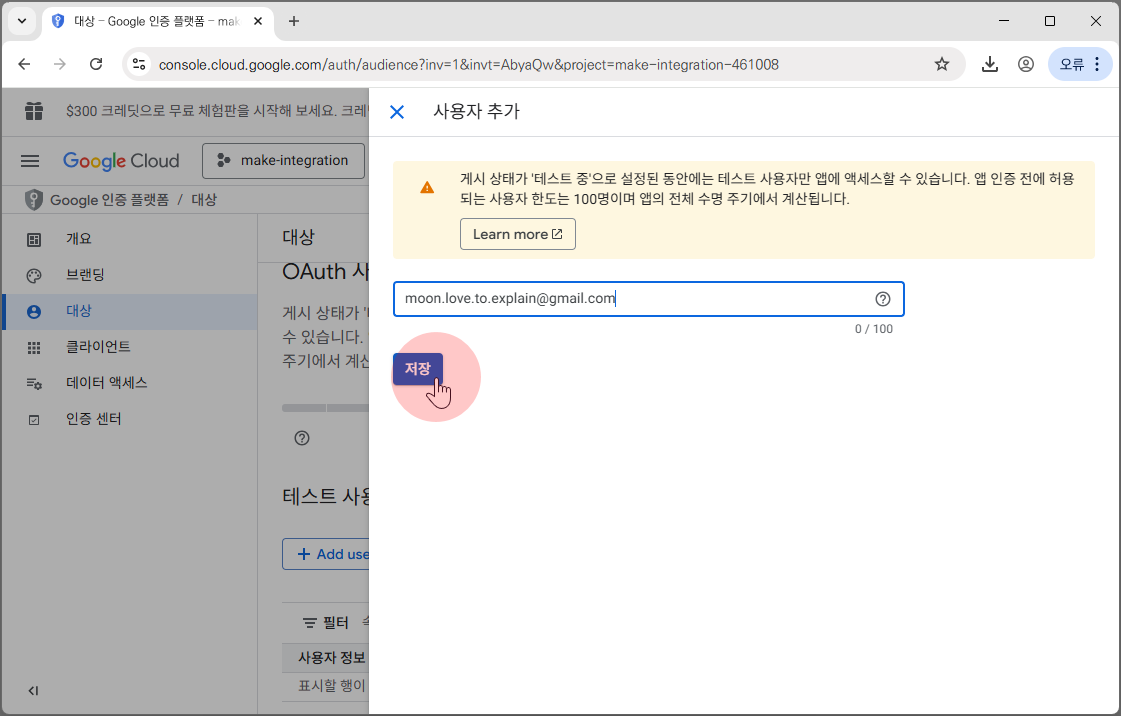 대상 – Google 인증 플랫폼 – mak
console.cloud.google.com/auth/audience?inv=1&invt=AbyaQw&project=make-integration-461008
오류
$300 크레딧으로 무료 체험판을 시작해 보세요. 크레
Google Cloud
make-integration
Google 인증 플랫폼 / 대상
개요
브랜딩
대상
클라이언트
데이터 액세스
인증 센터
대상
OAuth 사
게시 상태가
수 있습니다.
주기에서 계산
테스트 사용
Add use
필터
사용자 정보
표시할 행이
사용자 추가
게시 상태가 '테스트 중'으로 설정된 동안에는 테스트 사용자만 앱에 액세스할 수 있습니다. 앱 인증 전에 허용
되는 사용자 한도는 100명이며 앱의 전체 수명 주기에서 계산됩니다.
Learn more
moon.love.to.explain@gmail.com
0 / 100
저장